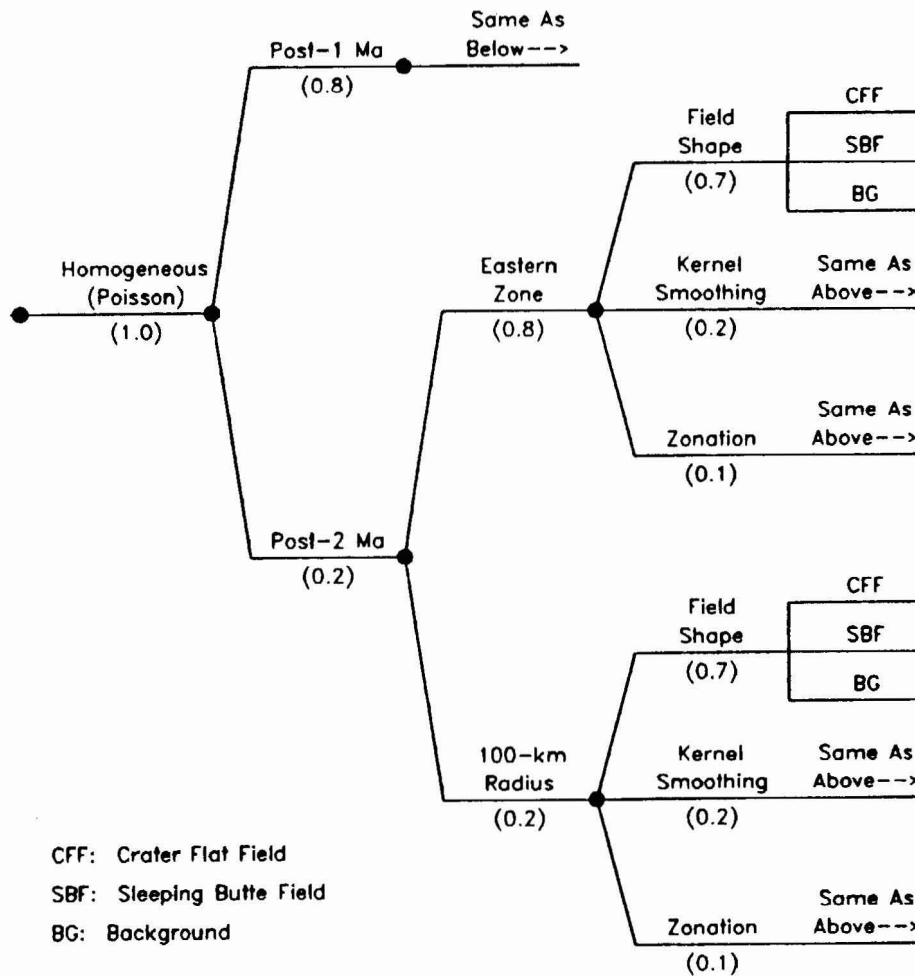 Same As
Below-->
Post-1 Ma
(0.8)
CFF
Field
Shape
SBF
(0.7)
BG
Homogeneous
(Poisson)
(1.0)
Eastern
Zone
(0.8)
Kernel
Smoothing
(0.2)
Same As
Above-->
Zonation
(0.1)
Same As
Above-->
Post-2 Ma
(0.2)
CFF
Field
Shape
SBF
(0.7)
BG
100-km
Radius
(0.2)
Kernel
Smoothing
(0.2)
Same As
Above-->
Zonation
(0.1)
Same As
Above-->
CFF: Crater Flat Field
SBF: Sleeping Butte Field
BG: Background